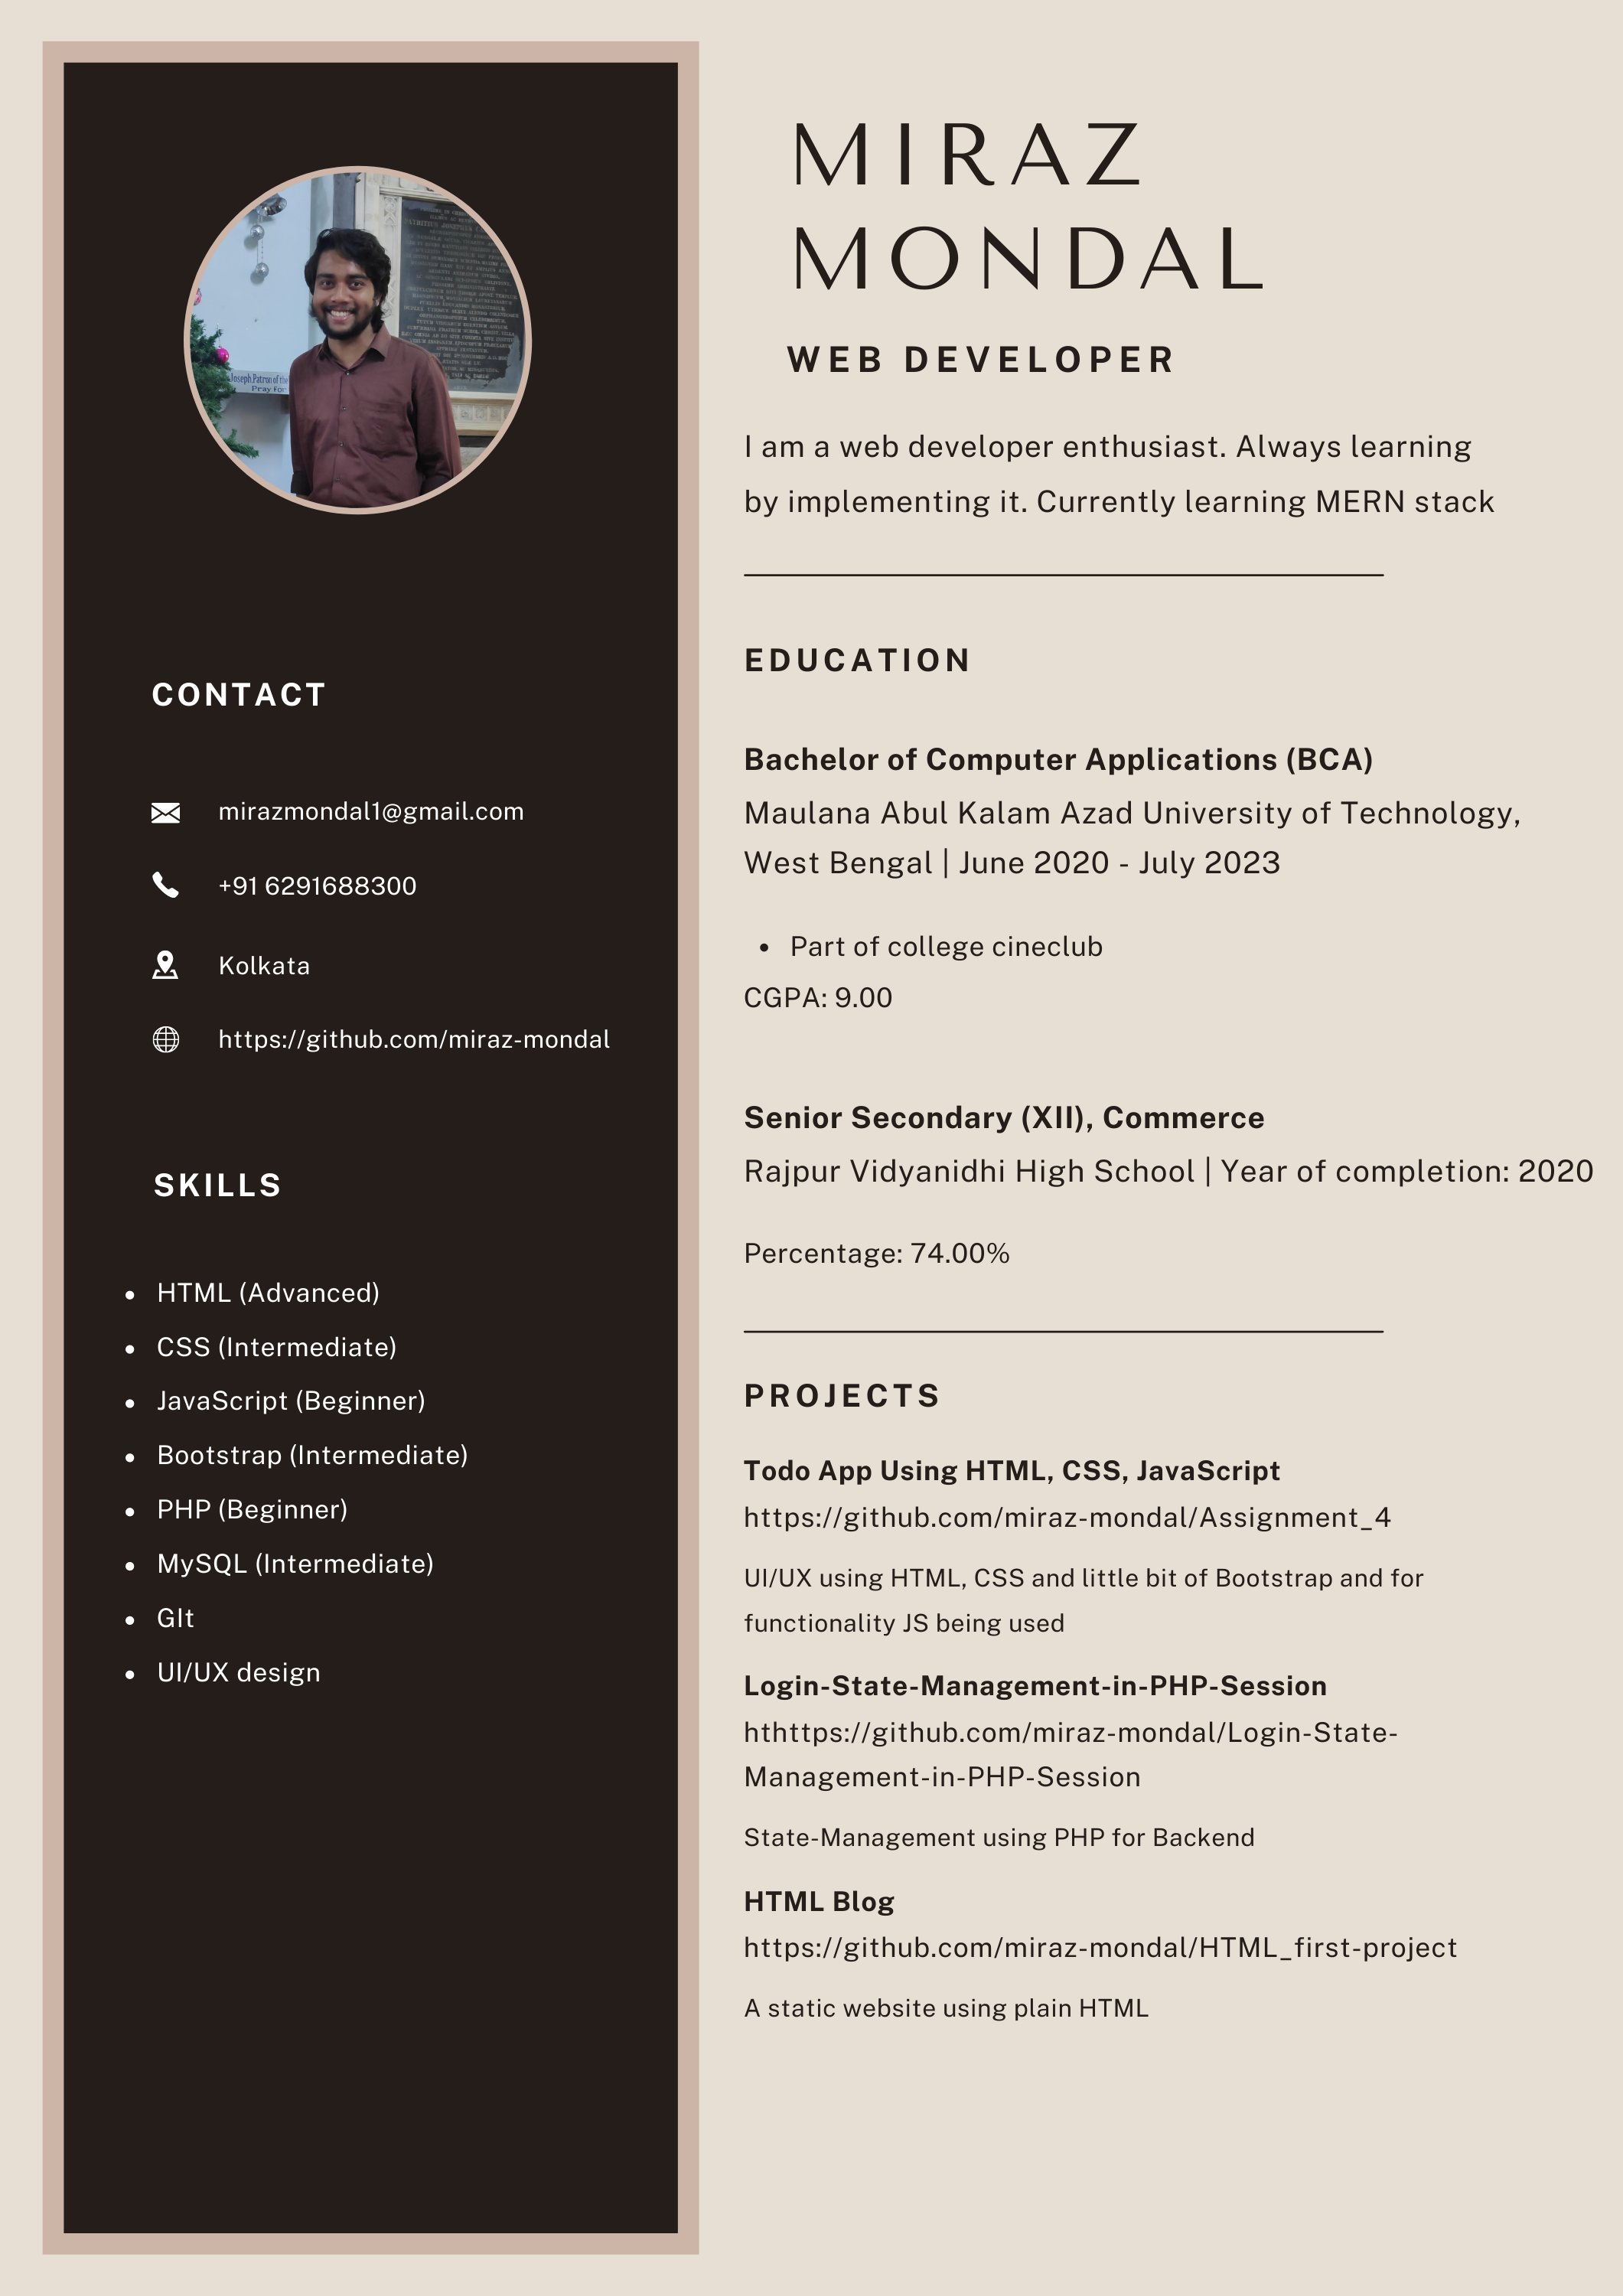 Joseph Patron of the
Pray for
CONTACT
mirazmondal1@gmail.com
+91 6291688300
Kolkata
https://github.com/miraz-mondal
SKILLS
• HTML (Advanced)
• CSS (Intermediate)
• JavaScript (Beginner)
• Bootstrap (Intermediate)
• PHP (Beginner)
• MySQL (Intermediate)
• GIt
• UI/UX design
MIRAZ
MONDAL
WEB DEVELOPER
I am a web developer enthusiast. Always learning
by implementing it. Currently learning MERN stack
EDUCATION
Bachelor of Computer Applications (BCA)
Maulana Abul Kalam Azad University of Technology,
West Bengal | June 2020 - July 2023
• Part of college cineclub
CGPA: 9.00
Senior Secondary (XII), Commerce
Rajpur Vidyanidhi High School | Year of completion: 2020
Percentage: 74.00%
PROJECTS
Todo App Using HTML, CSS, JavaScript
https://github.com/miraz-mondal/Assignment_4
UI/UX using HTML, CSS and little bit of Bootstrap and for
functionality JS being used
Login-State-Management-in-PHP-Session
hthttps://github.com/miraz-mondal/Login-State-
Management-in-PHP-Session
State-Management using PHP for Backend
HTML Blog
https://github.com/miraz-mondal/HTML_first-project
A static website using plain HTML